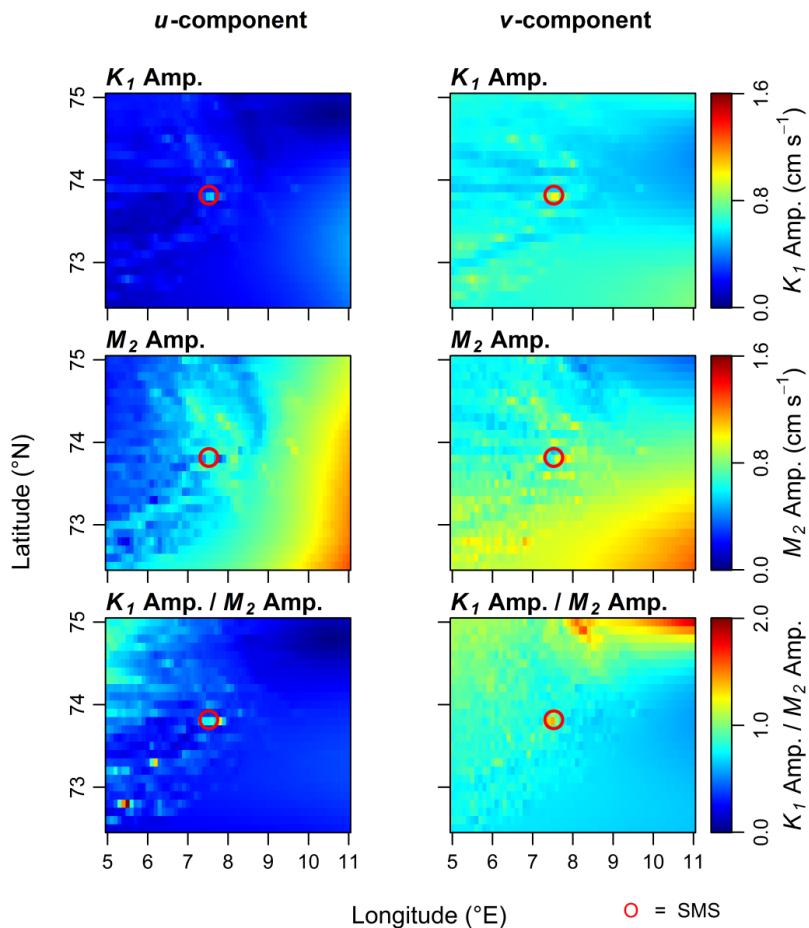 u-component v-component
K1 Amp. K1 Amp.
75 74 73
1.6 0.8 0.0
K1 Amp. (cm s−1)
M2 Amp. M2 Amp.
75 74 73
1.6 0.8 0.0
M2 Amp. (cm s−1)
Latitude (°N)
K1 Amp. / M2 Amp. K1 Amp. / M2 Amp.
75 74 73
2.0 1.0 0.0
K1 Amp. / M2 Amp.
5 6 7 8 9 10 11 5 6 7 8 9 10 11
Longitude (°E) = SMS